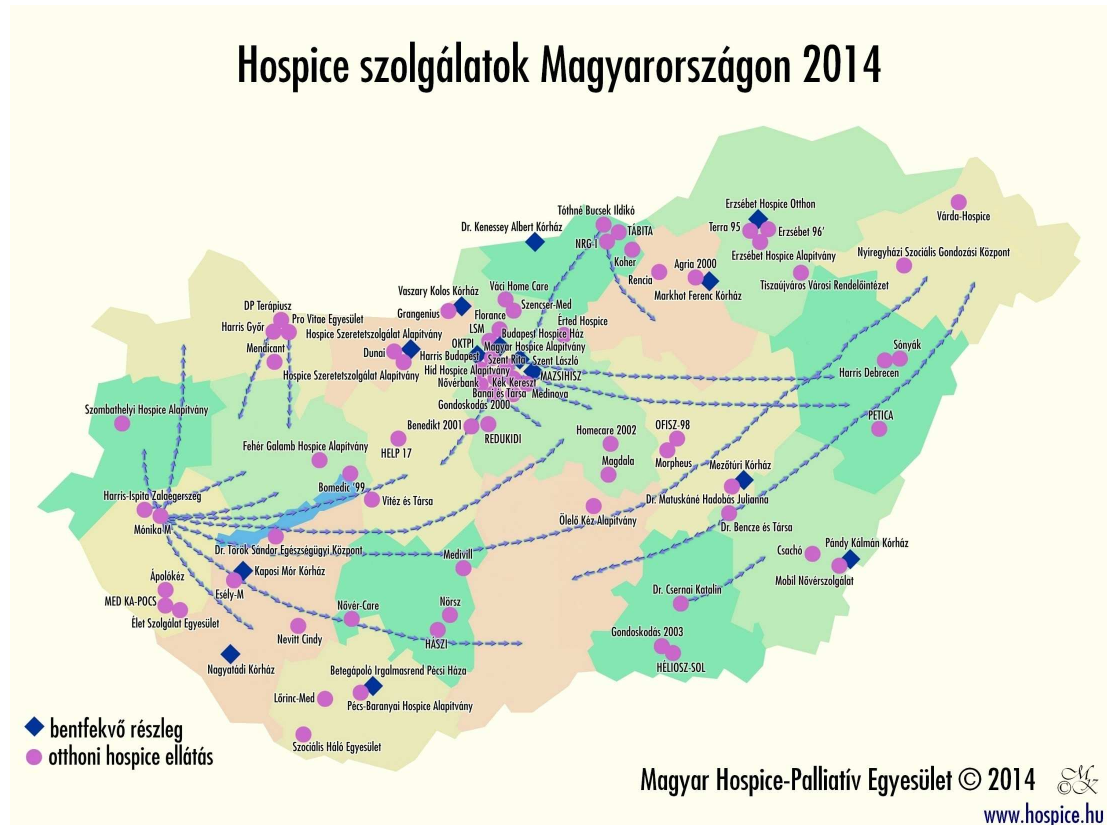 Hospice szolgálatok Magyarországon 2014
Erzsébet Hospice Otthon
Várda-Hospice
Tóthné Bucsek Ildikó
Dr. Kenessey Albert Kórház
TÁBITA
Terra 95
Erzsébet 96'
NRG-1
Koher
Erzsébet Hospice Alapítvány
Nyíregyházi Szociális Gondozási Központ
Agria 2000
Rencia
Tiszaújváros Városi Rendelőintézet
Markhot Ferenc Kórház
Váci Home Care
Vaszary Kolos Kórház
Szencser-Med
Grangenius
Florance
DP Terápiusz
Pro Vitae Egyesület
Harris Győr
Hospice Szeretetszolgálat Alapítvány
LSM
Érted Hospice
Budapest Hospice Ház
OKTPI
Magyar Hospice Alapítvány
Mendicant
Dunai
Harris Budapest
Szent Rita
Szent László
Sónyák
Hospice Szeretetszolgálat Alapítvány
Híd Hospice Alapítvány
MAZSIHISZ
Harris Debrecen
Nővérbank
Kék Kereszt
Banai és Társa
Medinova
Gondoskodás 2000
Szombathelyi Hospice Alapítvány
PETICA
Benedikt 2001
REDUKIDI
Homecare 2002
OFISZ-98
Fehér Galamb Hospice Alapítvány
HELP 17
Magdala
Morpheus
Mezőtúri Kórház
Bomedic '99
Harris-Ispita Zalaegerszeg
Vitéz és Társa
Dr. Matuskáné Hadobás Julianna
Mónika M
Ölelő Kéz Alapítvány
Dr. Bencze és Társa
Dr. Török Sándor Egészségügyi Központ
Medivill
Csachó
Pándy Kálmán Kórház
Kaposi Mór Kórház
Ápolókéz
Mobil Nővérszolgálat
Esély-M
Dr. Csernai Katalin
MED KA-POCS
Nővér-Care
Nörsz
Élet Szolgálat Egyesület
Nevitt Cindy
HÁSZI
Gondoskodás 2003
Nagyatádi Kórház
HÉLIOSZ-SOL
Betegápoló Irgalmasrend Pécsi Háza
Lőrinc-Med
Pécs-Baranyai Hospice Alapítvány
Szociális Háló Egyesület
bentfekvő részleg
otthoni hospice ellátás
Magyar Hospice-Palliatív Egyesület © 2014
www.hospice.hu